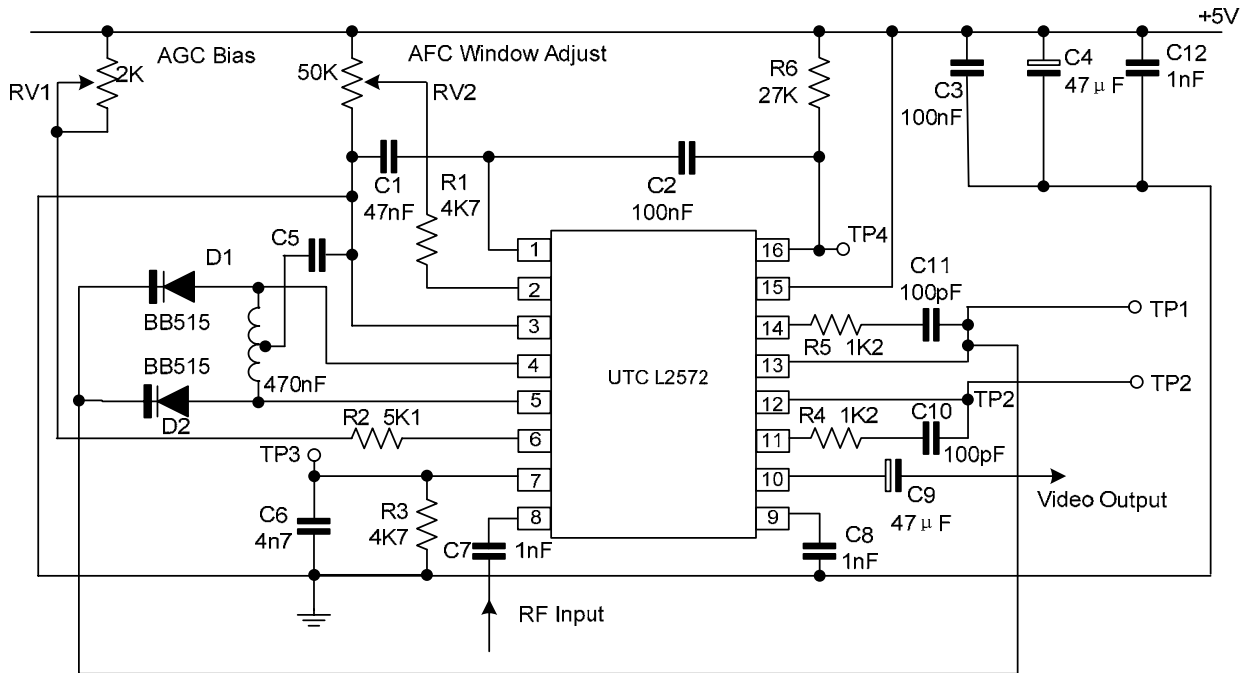 +5V
AGC Bias
AFC Window Adjust
2K
RV1
50K
RV2
R6
27K
C3
100nF
C4
47μF
C12
1nF
C1
47nF
R1
4K7
C2
100nF
C5
D1
BB515
BB515
D2
470nF
1
2
3
4
5
6
7
8
UTC L2572
16
15
14
13
12
11
10
9
TP4
C11
100pF
R5 1K2
TP1
TP2
TP2
R4 1K2
C10
100pF
R2 5K1
TP3
C6
4n7
R3
4K7
C7
1nF
C9
47μF
Video Output
C8
1nF
RF Input